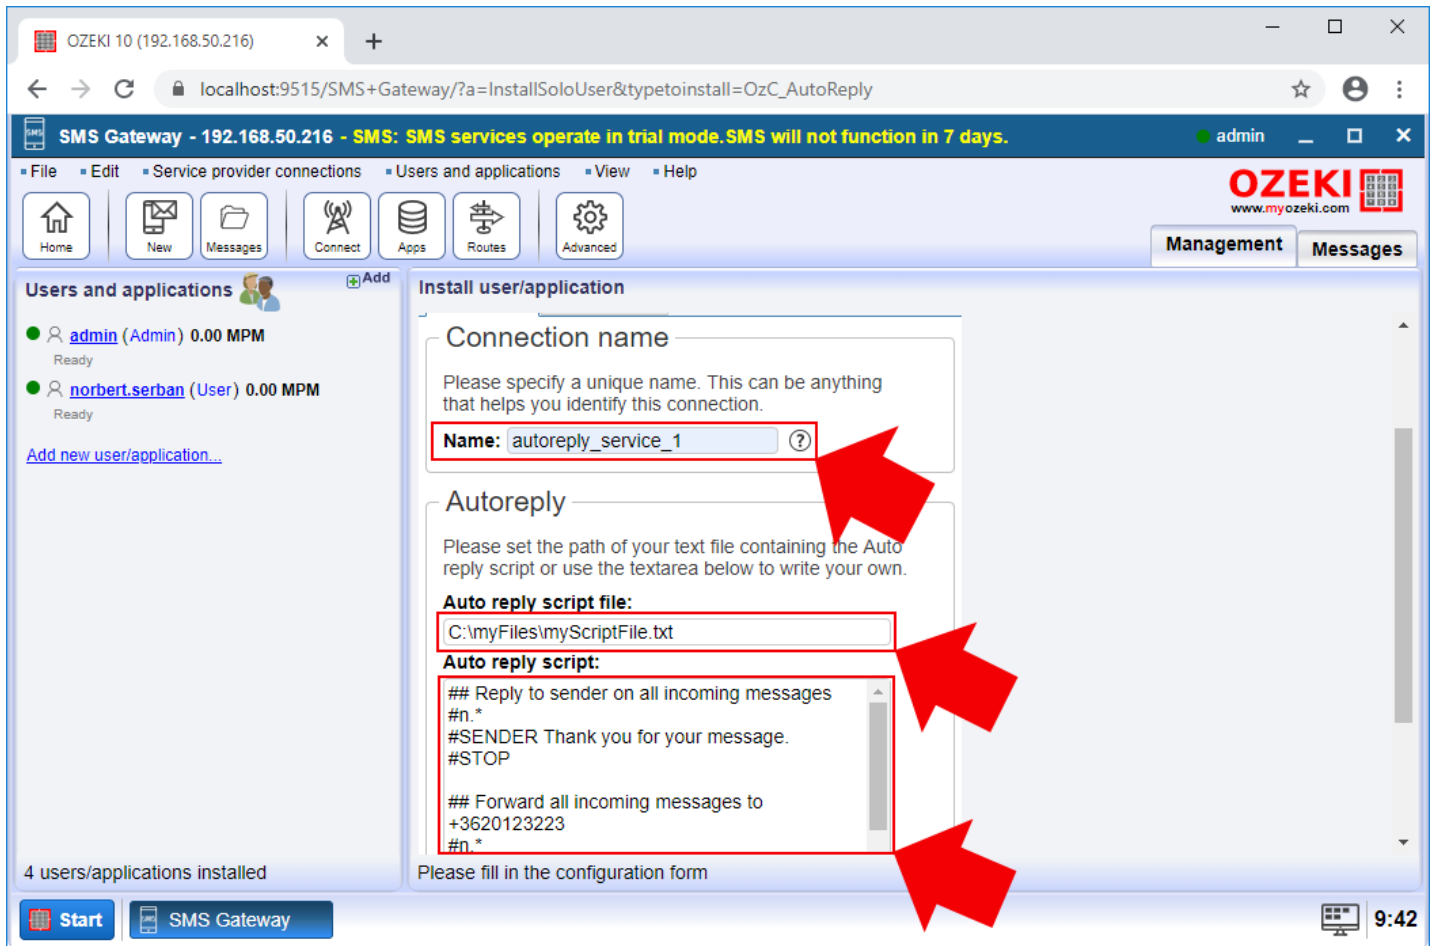 OZEKI 10 (192.168.50.216)
localhost:9515/SMS+Gateway/?a=InstallSoloUser&typetoinstall=OzC_AutoReply
SMS
SMS Gateway - 192.168.50.216 - SMS: SMS services operate in trial mode.SMS will not function in 7 days.
admin
File Edit Service provider connections Users and applications View Help
OZEKI
www.myozeki.com
Home New Messages Connect Apps Routes Advanced
Management Messages
Users and applications
Add
admin (Admin) 0.00 MPM
Ready
norbert.serban (User) 0.00 MPM
Ready
Add new user/application...
4 users/applications installed
Install user/application
Connection name
Please specify a unique name. This can be anything
that helps you identify this connection.
Name: autoreply_service_1 ?
Autoreply
Please set the path of your text file containing the Auto
reply script or use the textarea below to write your own.
Auto reply script file:
C:\myFiles\myScriptFile.txt
Auto reply script:
## Reply to sender on all incoming messages
#n.*
#SENDER Thank you for your message.
#STOP
## Forward all incoming messages to
+3620123223
#n.*
Please fill in the configuration form
Start
SMS
SMS Gateway
9:42